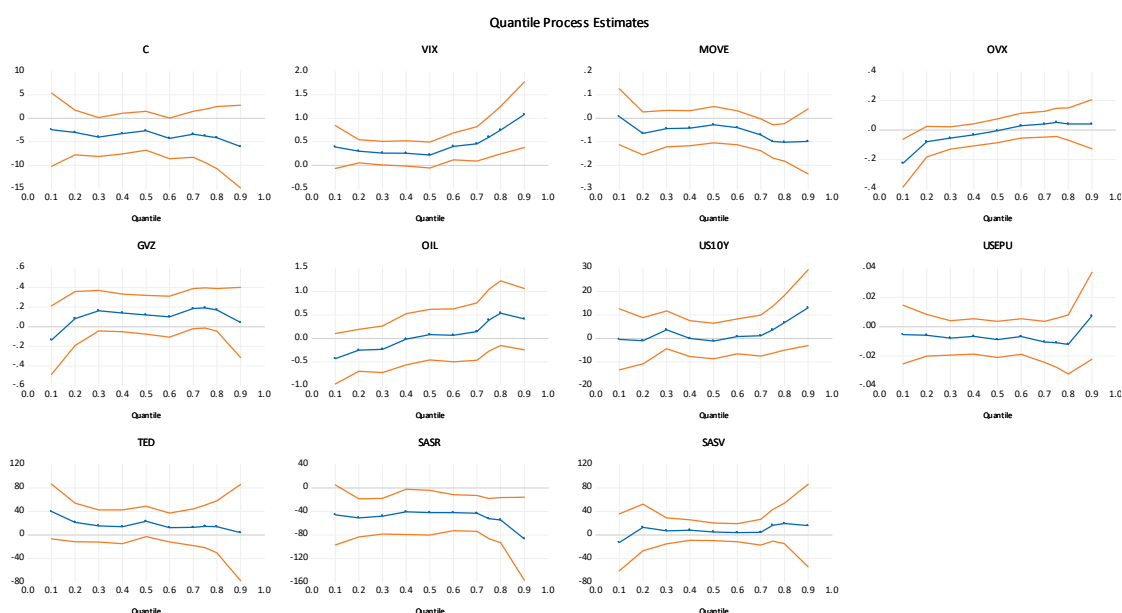 Quantile Process Estimates
C
10
5
0
-5
-10
-15
0.0 0.1 0.2 0.3 0.4 0.5 0.6 0.7 0.8 0.9 1.0
Quantile
VIX
2.0
1.5
1.0
0.5
0.0
-0.5
0.0 0.1 0.2 0.3 0.4 0.5 0.6 0.7 0.8 0.9 1.0
Quantile
MOVE
.2
.1
.0
-.1
-.2
-.3
0.0 0.1 0.2 0.3 0.4 0.5 0.6 0.7 0.8 0.9 1.0
Quantile
OVX
.4
.2
.0
-.2
-.4
0.0 0.1 0.2 0.3 0.4 0.5 0.6 0.7 0.8 0.9 1.0
Quantile
GVZ
.6
.4
.2
.0
-.2
-.4
-.6
0.0 0.1 0.2 0.3 0.4 0.5 0.6 0.7 0.8 0.9 1.0
Quantile
OIL
1.5
1.0
0.5
0.0
-0.5
-1.0
0.0 0.1 0.2 0.3 0.4 0.5 0.6 0.7 0.8 0.9 1.0
Quantile
US10Y
30
20
10
0
10
20
0.0 0.1 0.2 0.3 0.4 0.5 0.6 0.7 0.8 0.9 1.0
Quantile
USEPU
.04
.02
.00
-.02
-.04
0.0 0.1 0.2 0.3 0.4 0.5 0.6 0.7 0.8 0.9 1.0
Quantile
TED
120
80
40
0
-40
-80
0.0 0.1 0.2 0.3 0.4 0.5 0.6 0.7 0.8 0.9 1.0
Quantile
SASR
40
0
-40
-80
-120
-160
0.0 0.1 0.2 0.3 0.4 0.5 0.6 0.7 0.8 0.9 1.0
Quantile
SASV
120
80
40
0
-40
-80
0.0 0.1 0.2 0.3 0.4 0.5 0.6 0.7 0.8 0.9 1.0
Quantile